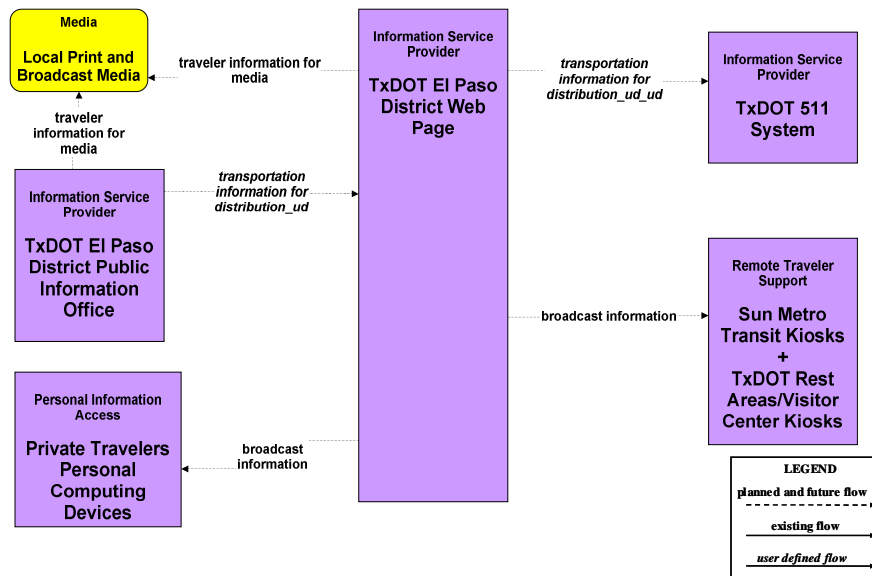 Media
Local Print and
Broadcast Media
traveler information for
media
Information Service
Provider
TxDOT El Paso
District Web
Page
transportation
information for
distribution_ud_ud
Information Service
Provider
TxDOT 511
System
traveler
information for
media
Information Service
Provider
TxDOT El Paso
District Public
Information
Office
transportation
information for
distribution_ud
Remote Traveler
Support
Sun Metro
Transit Kiosks
+
TxDOT Rest
Areas/Visitor
Center Kiosks
broadcast information
Personal Information
Access
Private Travelers
Personal
Computing
Devices
broadcast
information
LEGEND
planned and future flow
existing flow
user defined flow